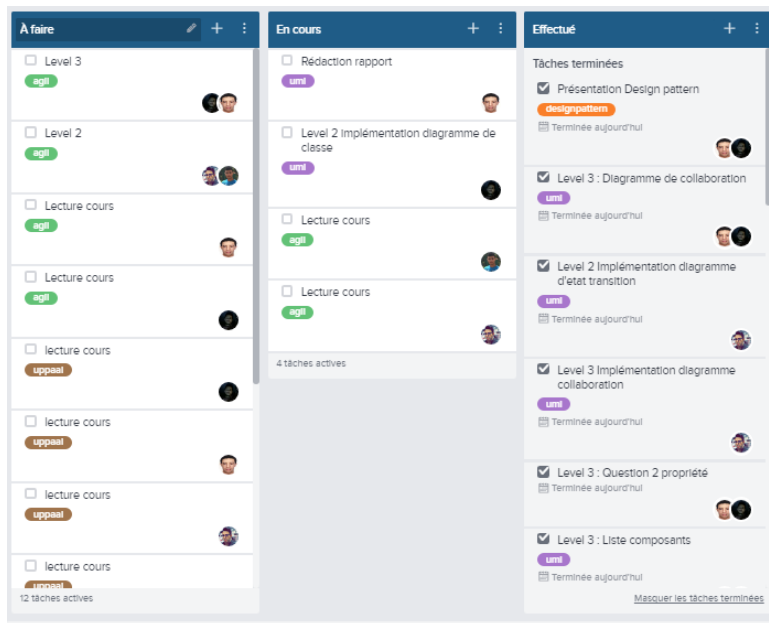 À faire
Level 3
agil
Level 2
agil
Lecture cours
agil
Lecture cours
agil
lecture cours
uppaal
lecture cours
uppaal
lecture cours
uppaal
lecture cours
uppaal
12 tâches actives
En cours
Rédaction rapport
uml
Level 2 implémentation diagramme de
classe
uml
Lecture cours
agil
Lecture cours
agil
4 tâches actives
Effectué
Tâches terminées
Présentation Design pattern
designpattern
Terminée aujourd'hui
Level 3 : Diagramme de collaboration
uml
Terminée aujourd'hui
Level 2 Implémentation diagramme
d'etat transition
uml
Terminée aujourd'hui
Level 3 Implémentation diagramme
collaboration
uml
Terminée aujourd'hui
Level 3 : Question 2 propriété
Terminée aujourd'hui
Level 3 : Liste composants
uml
Terminée aujourd'hui
Masquer les tâches terminées